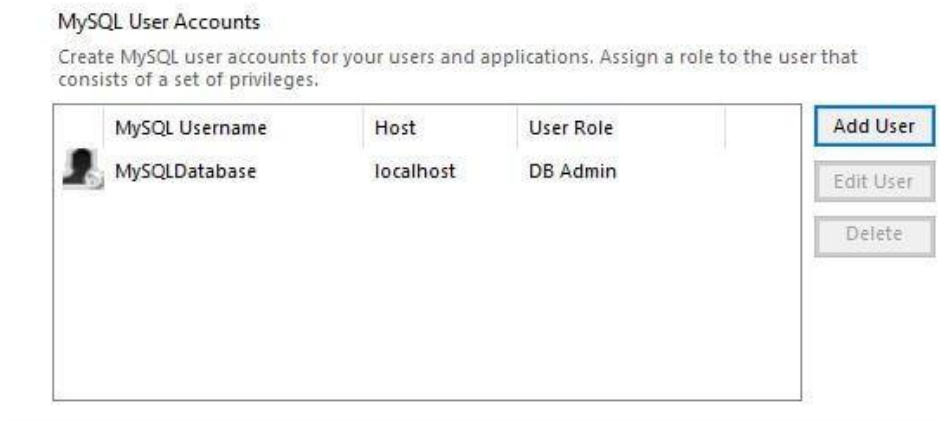 MySQL User Accounts
Create MySQL user accounts for your users and applications. Assign a role to the user that
consists of a set of privileges.
MySQL Username Host User Role
MySQLDatabase localhost DB Admin
Add User
Edit User
Delete